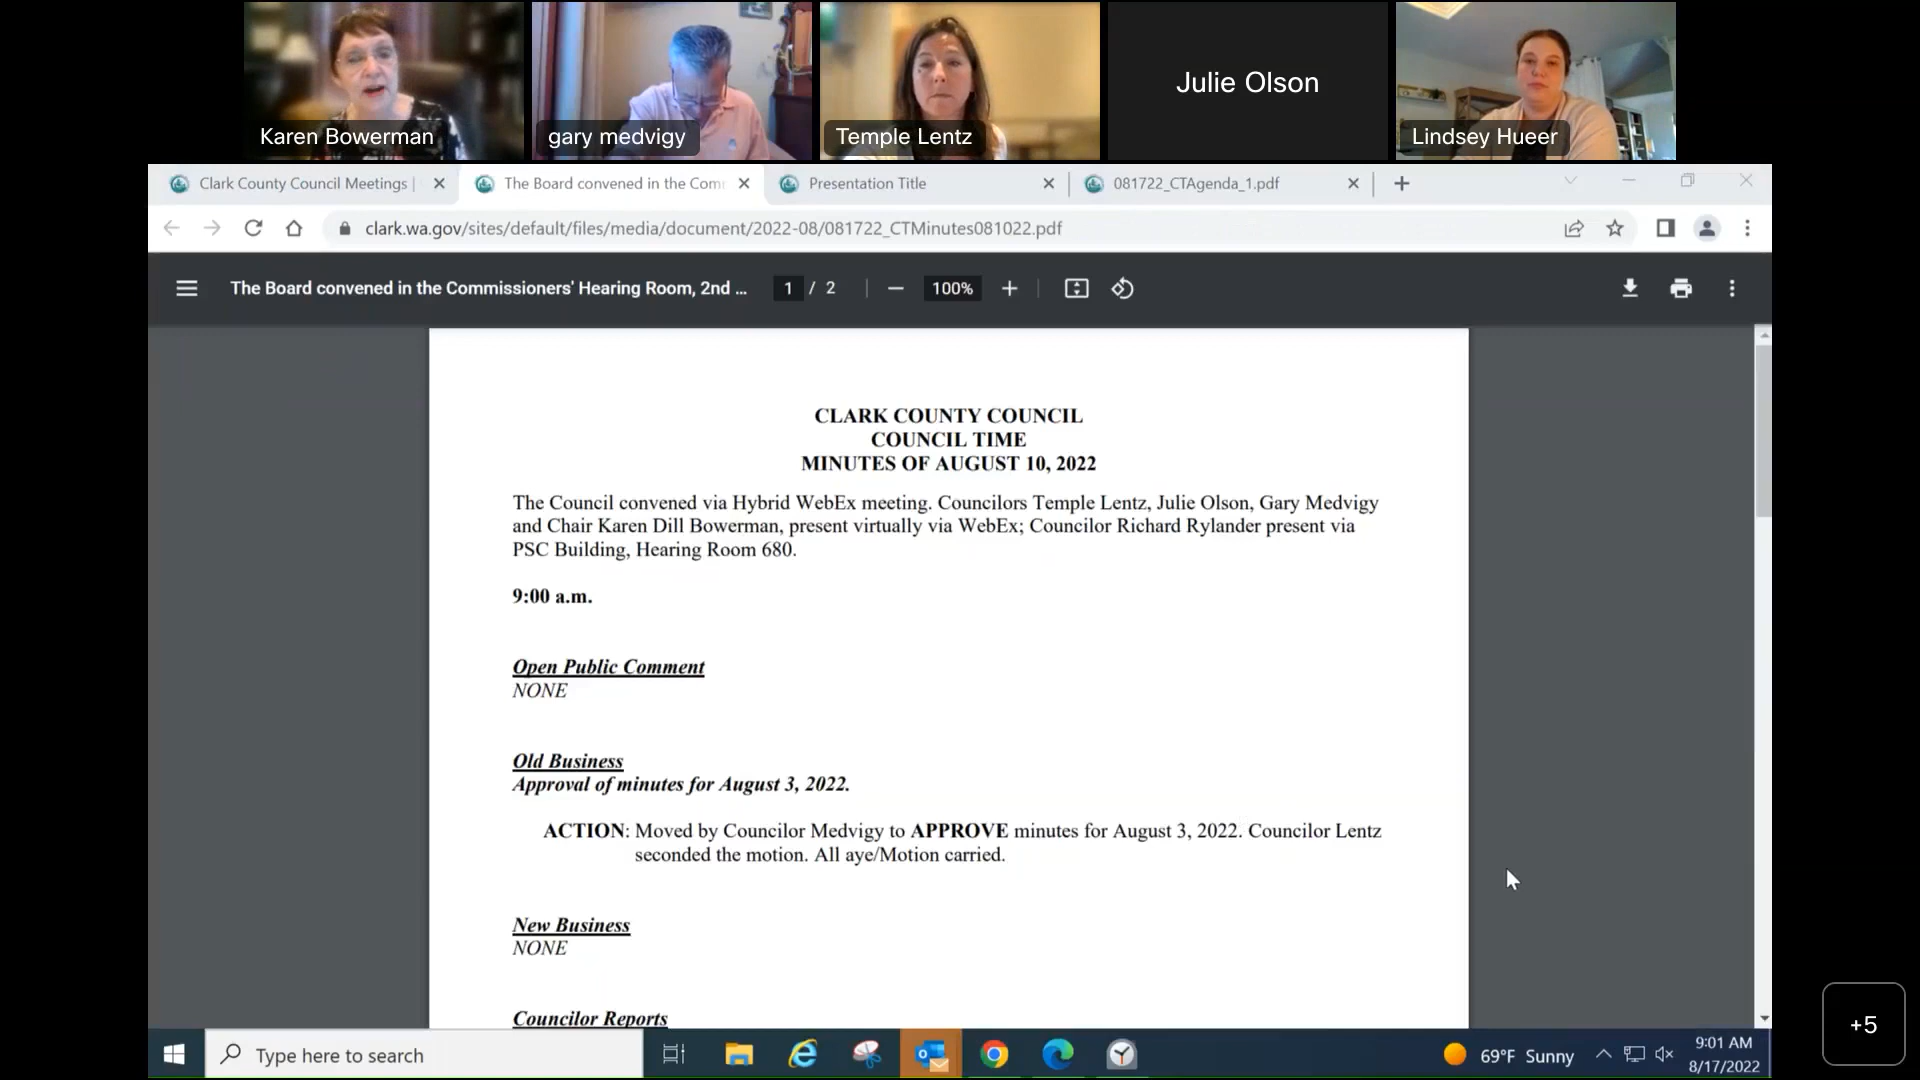 Karen Bowerman
gary medvigy
Temple Lentz
Julie Olson
Lindsey Hueer
Clark County Council Meetings |
The Board convened in the Com
Presentation Title
081722_CTAgenda_1.pdf
clark.wa.gov/sites/default/files/media/document/2022-08/081722_CTMinutes081022.pdf
The Board convened in the Commissioners' Hearing Room, 2nd ...
1 / 2
100%
CLARK COUNTY COUNCIL
COUNCIL TIME
MINUTES OF AUGUST 10, 2022
The Council convened via Hybrid WebEx meeting. Councilors Temple Lentz, Julie Olson, Gary Medvigy
and Chair Karen Dill Bowerman, present virtually via WebEx; Councilor Richard Rylander present via
PSC Building, Hearing Room 680.
9:00 a.m.
Open Public Comment
NONE
Old Business
Approval of minutes for August 3, 2022.
ACTION: Moved by Councilor Medvigy to APPROVE minutes for August 3, 2022. Councilor Lentz
seconded the motion. All aye/Motion carried.
New Business
NONE
Councilor Reports
+5
Type here to search
69°F Sunny
9:01 AM
8/17/2022